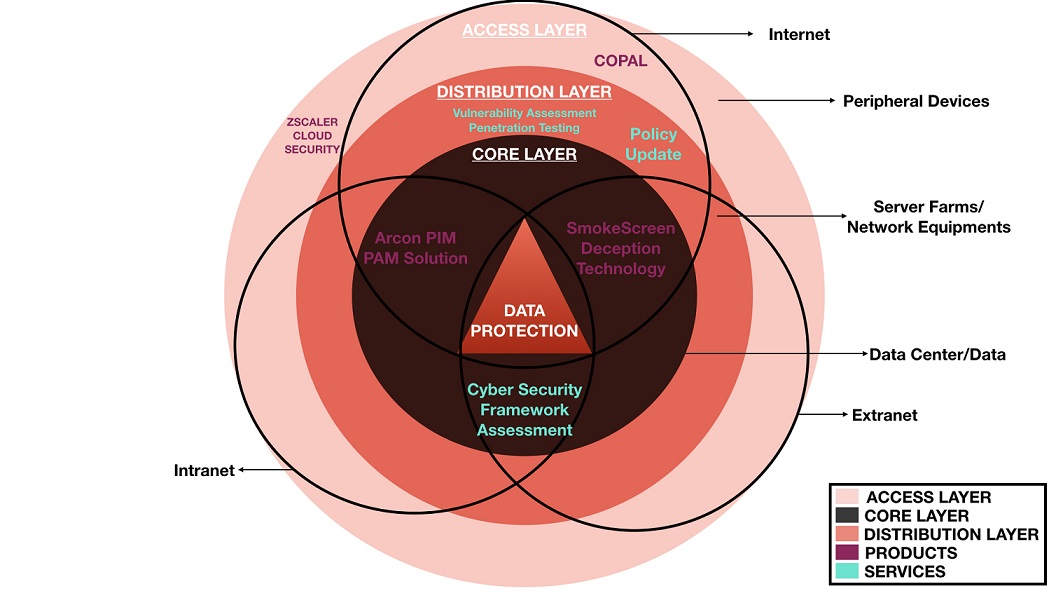 ACCESS LAYER
Internet
COPAL
DISTRIBUTION LAYER
Peripheral Devices
Vulnerability Assessment
Penetration Testing
ZSCALER
CLOUD
SECURITY
Policy
Update
CORE LAYER
Server Farms/
Network Equipments
Arcon PIM
PAM Solution
SmokeScreen
Deception
Technology
DATA
PROTECTION
Data Center/Data
Cyber Security
Framework
Assessment
Extranet
Intranet
ACCESS LAYER
CORE LAYER
DISTRIBUTION LAYER
PRODUCTS
SERVICES